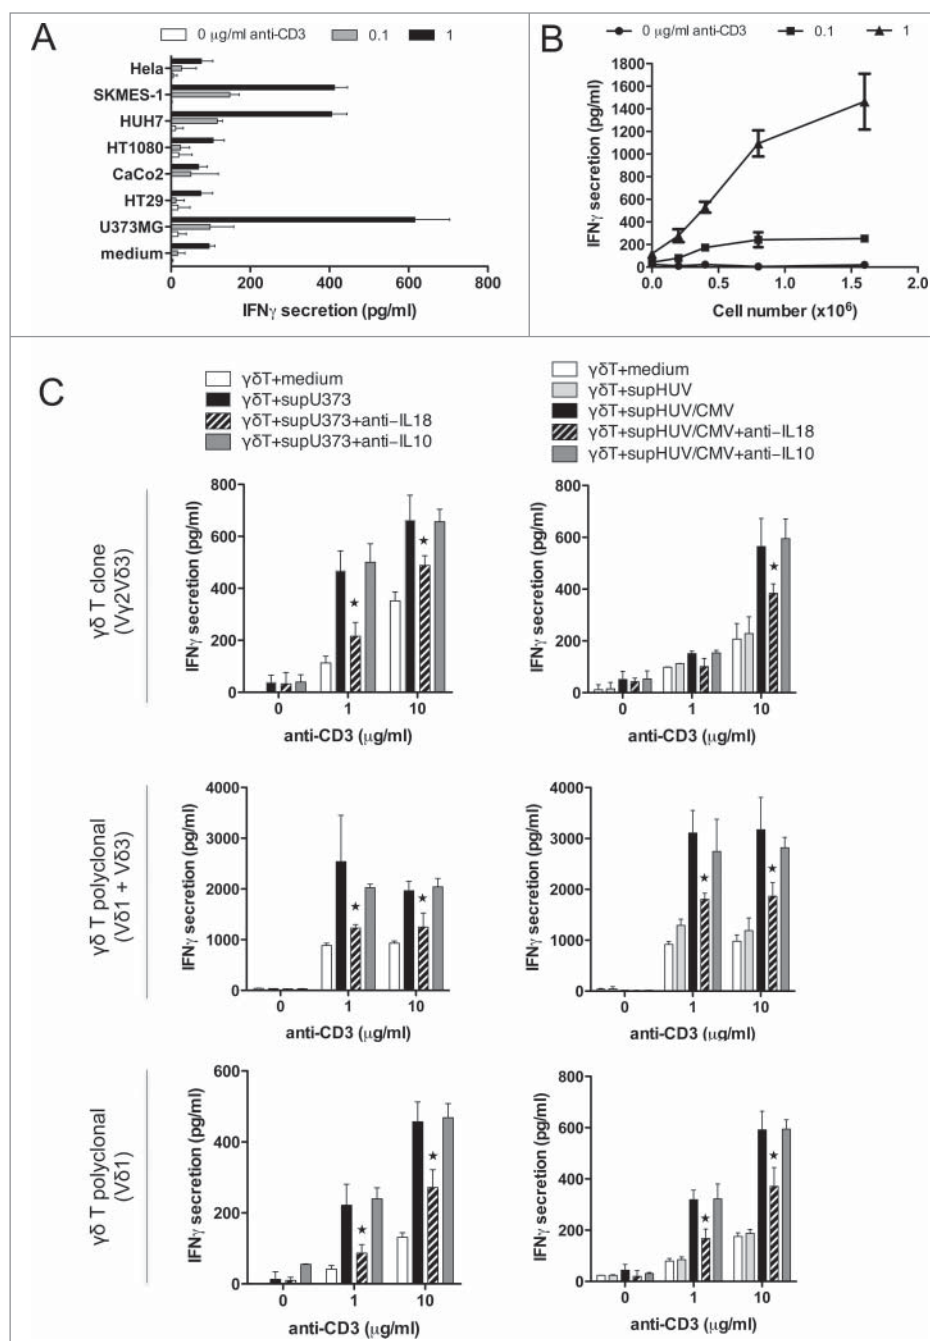 A
0 μg/ml anti-CD3
0.1
1
Hela
SKMES-1
HUH7
HT1080
CaCo2
HT29
U373MG
medium
0
200
400
600
800
IFNγ secretion (pg/ml)
B
0 μg/ml anti-CD3
0.1
1
IFNγ secretion (pg/ml)
1800
1600
1400
1200
1000
800
600
400
200
0
0.0
0.5
1.0
1.5
2.0
Cell number (x10⁶)
C
γδT+medium
γδT+supU373
γδT+supU373+anti-IL18
γδT+supU373+anti-IL10
γδT+medium
γδT+supHUV
γδT+supHUV/CMV
γδT+supHUV/CMV+anti-IL18
γδT+supHUV/CMV+anti-IL10
γδ T clone
(Vγ2Vδ3)
IFNγ secretion (pg/ml)
800
600
400
200
0
★
★
0
1
10
anti-CD3 (μg/ml)
IFNγ secretion (pg/ml)
800
600
400
200
0
★
0
1
10
anti-CD3 (μg/ml)
γδ T polyclonal
(Vδ1 + Vδ3)
IFNγ secretion (pg/ml)
4000
3000
2000
1000
0
★
★
0
1
10
anti-CD3 (μg/ml)
IFNγ secretion (pg/ml)
4000
3000
2000
1000
0
★
★
0
1
10
anti-CD3 (μg/mL)
γδ T polyclonal
(Vδ1)
IFNγ secretion (pg/ml)
600
400
200
0
★
★
0
1
10
anti-CD3 (μg/ml)
IFNγ secretion (pg/ml)
800
600
400
200
0
★
★
0
1
10
anti-CD3 (μg/ml)